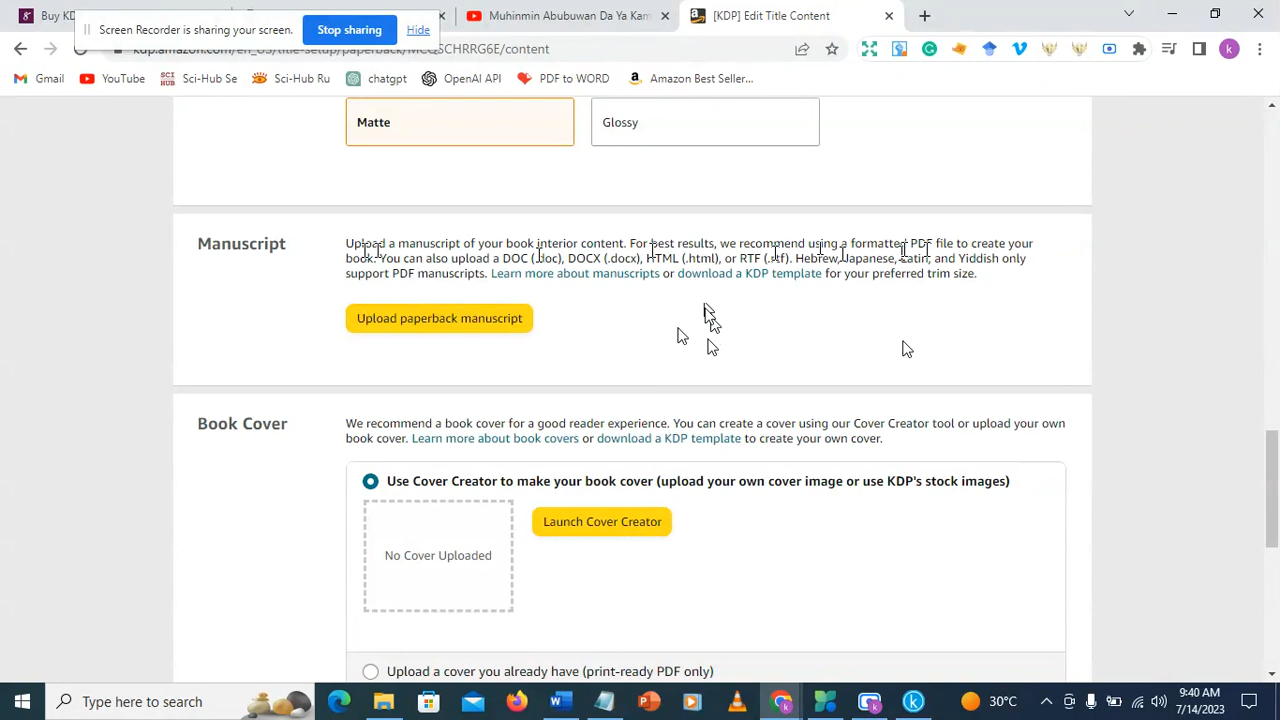 Buy KD
Muhinmin Abubuwan Da Ya Kam
[KDP] Edit Title Content
Screen Recorder is sharing your screen.
Stop sharing
Hide
/content
Gmail
YouTube
Sci-Hub Se
Sci-Hub Ru
chatgpt
OpenAI API
PDF to WORD
Amazon Best Seller...
Matte
Glossy
Manuscript
Upload a manuscript of your book interior content. For best results, we recommend using a formatted PDF file to create your
book. You can also upload a DOC (.doc), DOCX (.docx), HTML (.html), or RTF (.rtf). Hebrew, Japanese, Latin, and Yiddish only
support PDF manuscripts. Learn more about manuscripts or download a KDP template for your preferred trim size.
Upload paperback manuscript
Book Cover
We recommend a book cover for a good reader experience. You can create a cover using our Cover Creator tool or upload your own
book cover. Learn more about book covers or download a KDP template to create your own cover.
Use Cover Creator to make your book cover (upload your own cover image or use KDP's stock images)
No Cover Uploaded
Launch Cover Creator
Upload a cover you already have (print-ready PDF only)
Type here to search
30°C
9:40 AM
7/14/2023